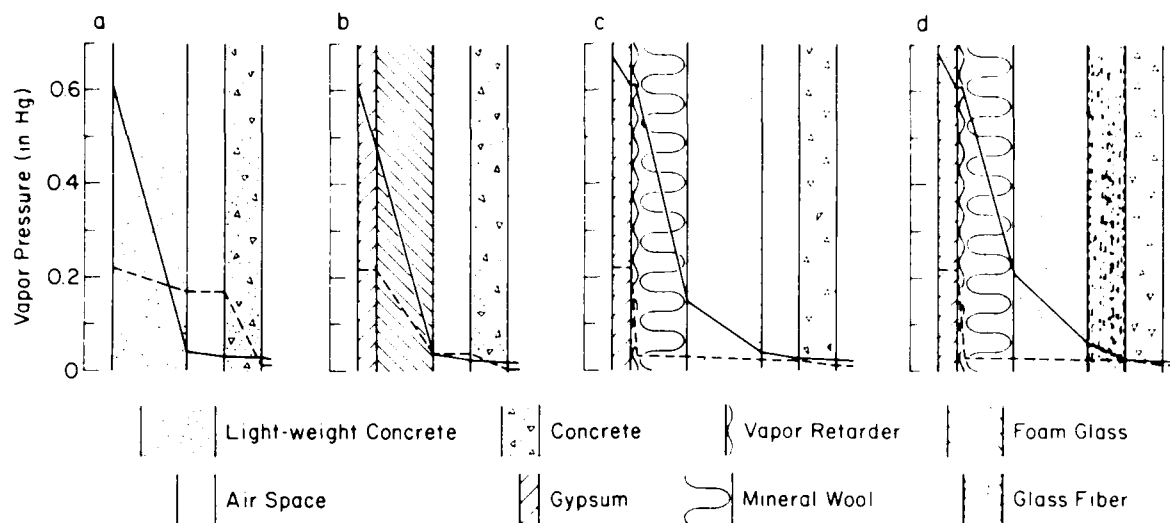 a
b
c
d
Vapor Pressure (in Hg)
0.6
0.4
0.2
0
Light-weight Concrete
Concrete
Vapor Retarder
Foam Glass
Air Space
Gypsum
Mineral Wool
Glass Fiber